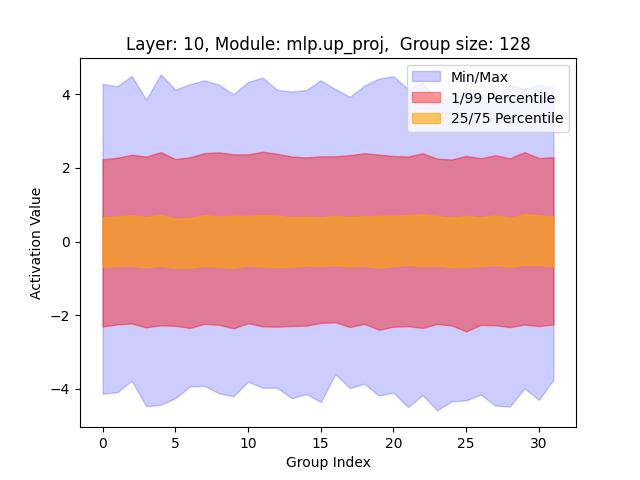 Layer: 10, Module: mlp.up_proj,  Group size: 128
Min/Max
1/99 Percentile
25/75 Percentile
Activation Value
4
2
0
−2
−4
0 5 10 15 20 25 30
Group Index